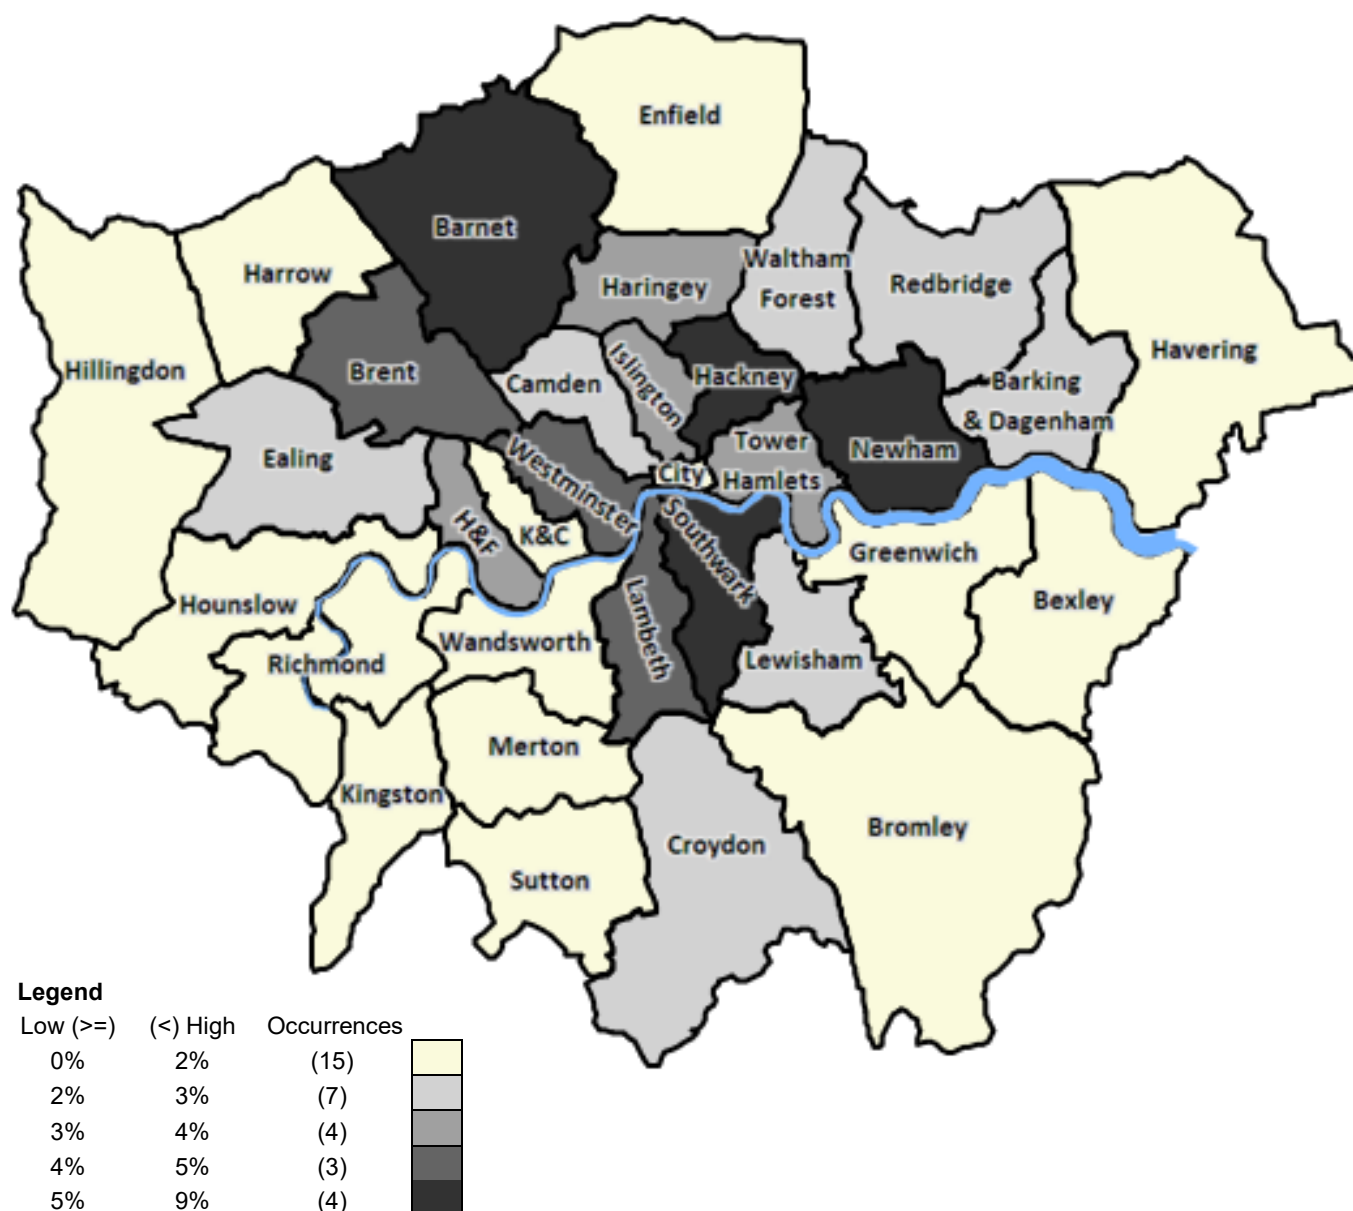 Enfield
Barnet
Harrow
Haringey
Waltham
Forest
Redbridge
Havering
Hillingdon
Brent
Camden
Islington
Hackney
Barking
& Dagenham
Ealing
Westminster
City
Tower
Hamlets
Newham
H&F
K&C
Southwark
Greenwich
Bexley
Hounslow
Richmond
Wandsworth
Lambeth
Lewisham
Merton
Kingston
Sutton
Croydon
Bromley
Legend
Low (>=) (<) High Occurrences
0% 2% (15)
2% 3% (7)
3% 4% (4)
4% 5% (3)
5% 9% (4)